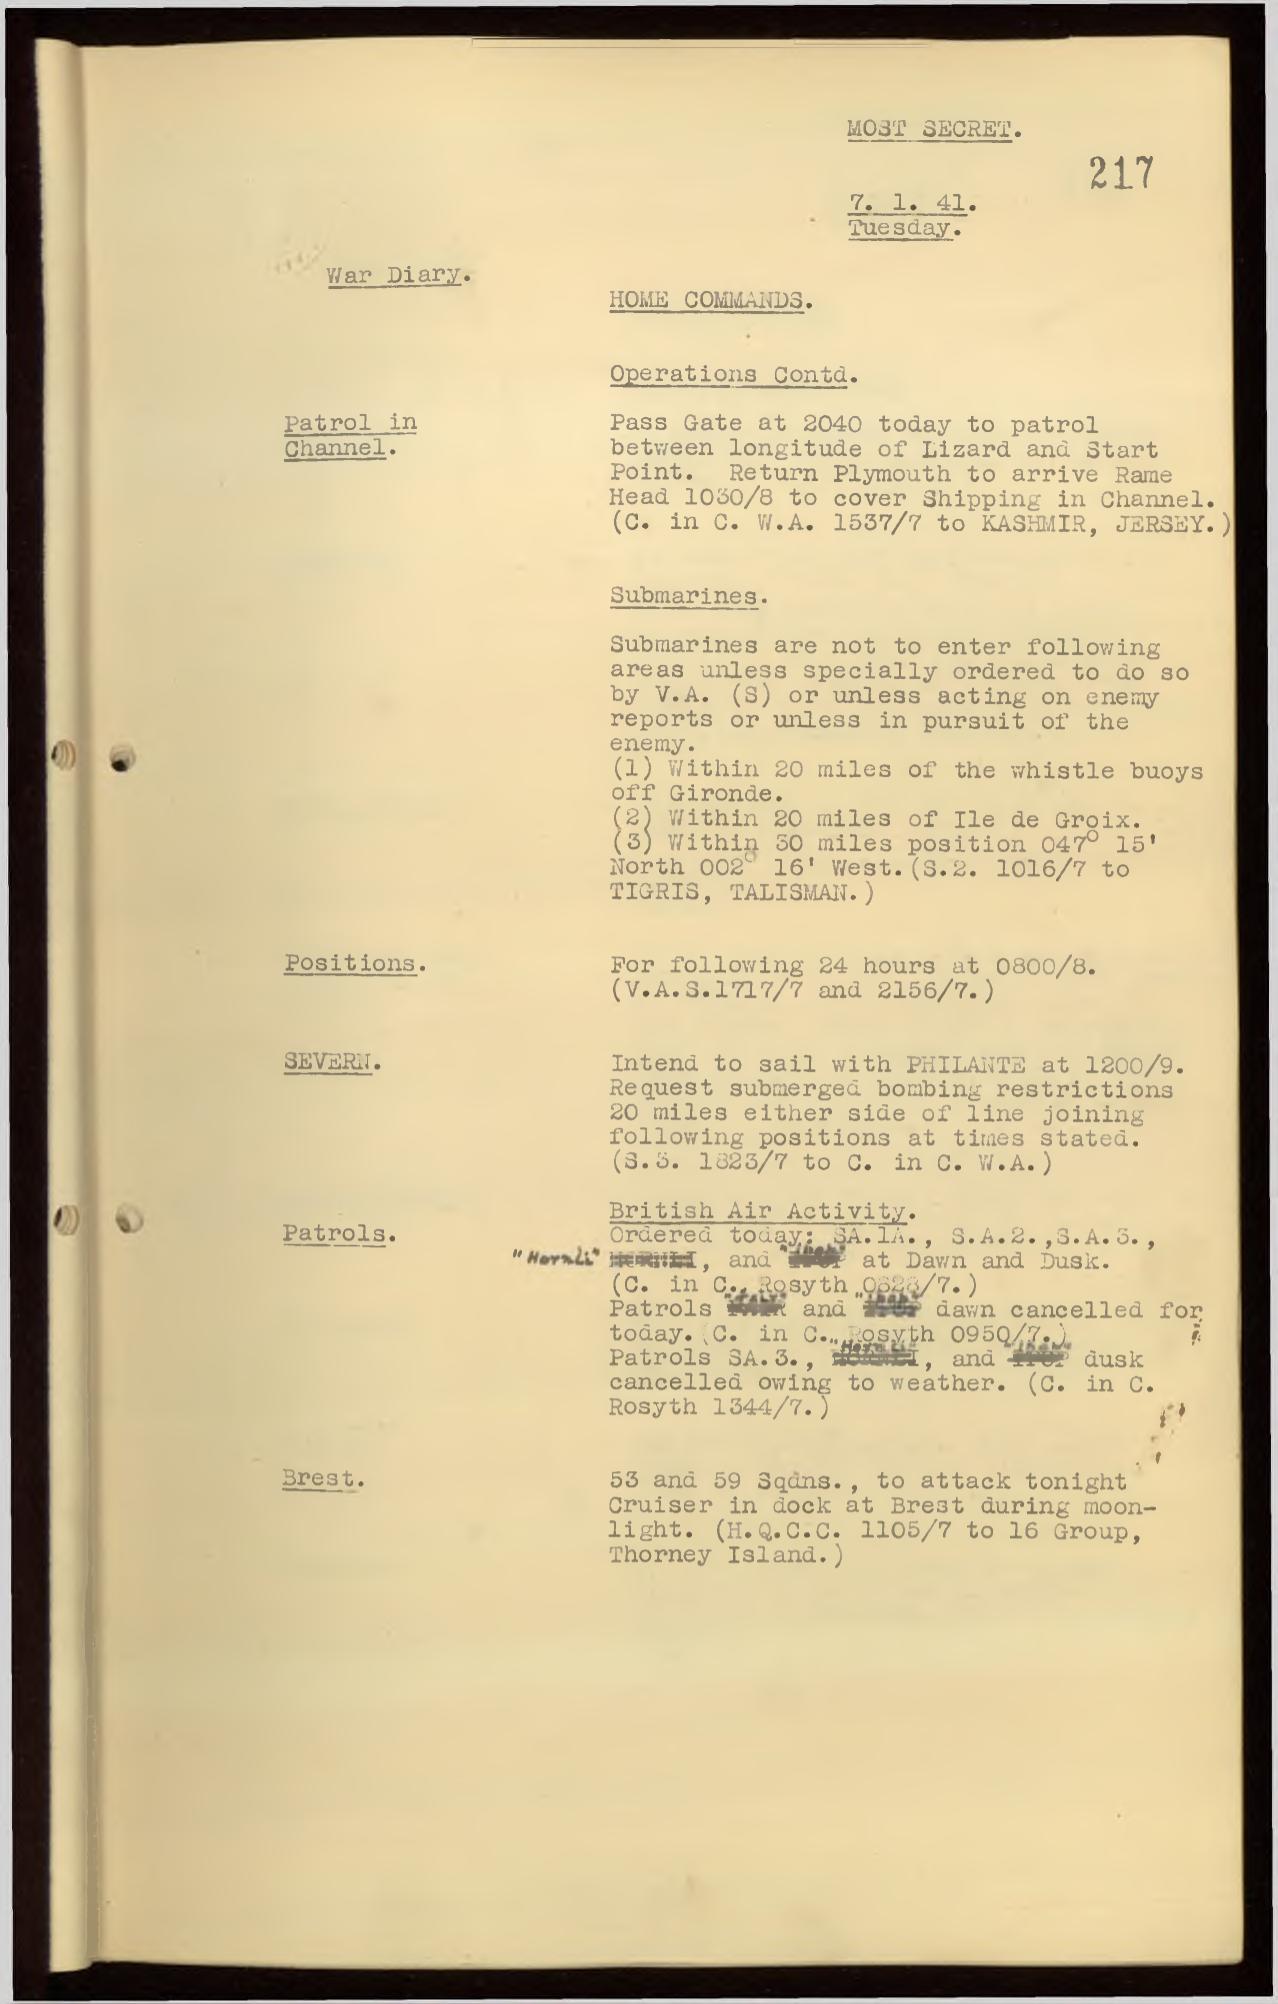 MOST SECRET.
217
7. 1. 41.
Tuesday.
War Diary.
HOME COMMANDS.
Operations Contd.
Patrol in
Channel.
Pass Gate at 2040 today to patrol
between longitude of Lizard and Start
Point. Return Plymouth to arrive Rame
Head 1030/8 to cover Shipping in Channel.
(C. in C. W.A. 1537/7 to KASHMIR, JERSEY.)
Submarines.
Submarines are not to enter following
areas unless specially ordered to do so
by V.A. (S) or unless acting on enemy
reports or unless in pursuit of the
enemy.
(1) Within 20 miles of the whistle buoys
off Gironde.
(2) Within 20 miles of Ile de Groix.
(3) Within 30 miles position 047° 15'
North 002° 16' West. (S.2. 1016/7 to
TIGRIS, TALISMAN.)
Positions.
For following 24 hours at 0800/8.
(V.A.S.1717/7 and 2156/7.)
SEVERN.
Intend to sail with PHILANTE at 1200/9.
Request submerged bombing restrictions
20 miles either side of line joining
following positions at times stated.
(S.3. 1823/7 to C. in C. W.A.)
British Air Activity.
Patrols.
Ordered today: SA.1A., S.A.2.,S.A.3.,
"Hornli" , and at Dawn and Dusk.
(C. in C., Rosyth /7.)
Patrols and dawn cancelled for
today. (C. in C., Rosyth 0950/7.)
Patrols SA.3., "Hornli", and dusk
cancelled owing to weather. (C. in C.
Rosyth 1344/7.)
Brest.
53 and 59 Sqdns., to attack tonight
Cruiser in dock at Brest during moon-
light. (H.Q.C.C. 1105/7 to 16 Group,
Thorney Island.)